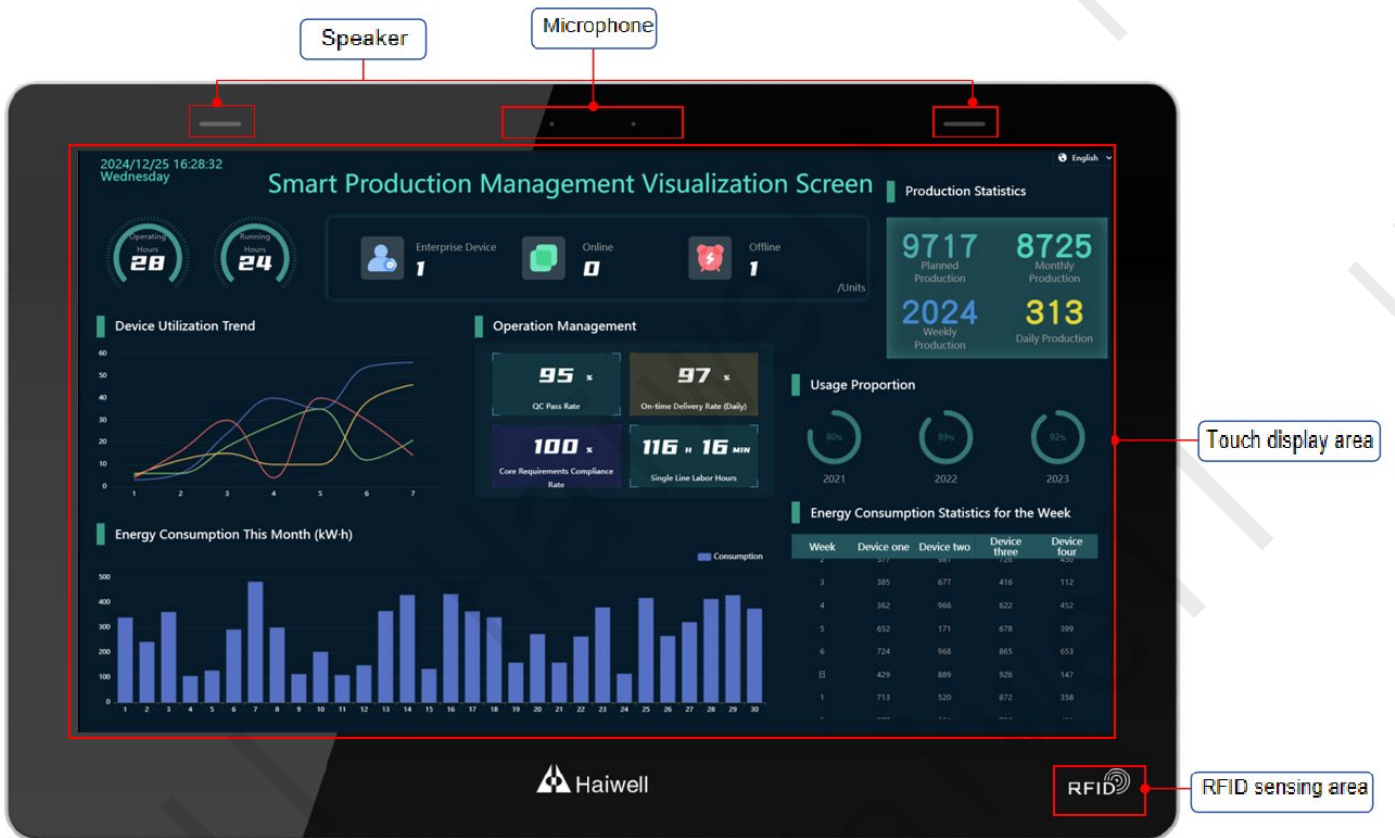 Speaker
Microphone
2024/12/25 16:28:32
Wednesday
English
Smart Production Management Visualization Screen
Production Statistics
Operating
Hours
28
Running
Hours
24
Enterprise Device
1
Online
0
Offline
1
/Units
9717
Planned
Production
8725
Monthly
Production
2024
Weekly
Production
313
Daily Production
Device Utilization Trend
60
50
40
30
20
10
0
1 2 3 4 5 6 7
Operation Management
95 %
QC Pass Rate
97 %
On-time Delivery Rate (Daily)
100 %
Core Requirements Compliance
Rate
116 H 16 MIN
Single Line Labor Hours
Usage Proportion
80%
2021
89%
2022
92%
2023
Touch display area
Energy Consumption This Month (kW·h)
Consumption
500
400
300
200
100
0
1 2 3 4 5 6 7 8 9 10 11 12 13 14 15 16 17 18 19 20 21 22 23 24 25 26 27 28 29 30
Energy Consumption Statistics for the Week
Week Device one Device two Device three Device four
3 385 677 416 112
4 362 966 622 452
5 652 171 678 399
6 724 968 865 653
日 429 889 926 147
1 713 520 872 358
Haiwell
RFID
RFID sensing area